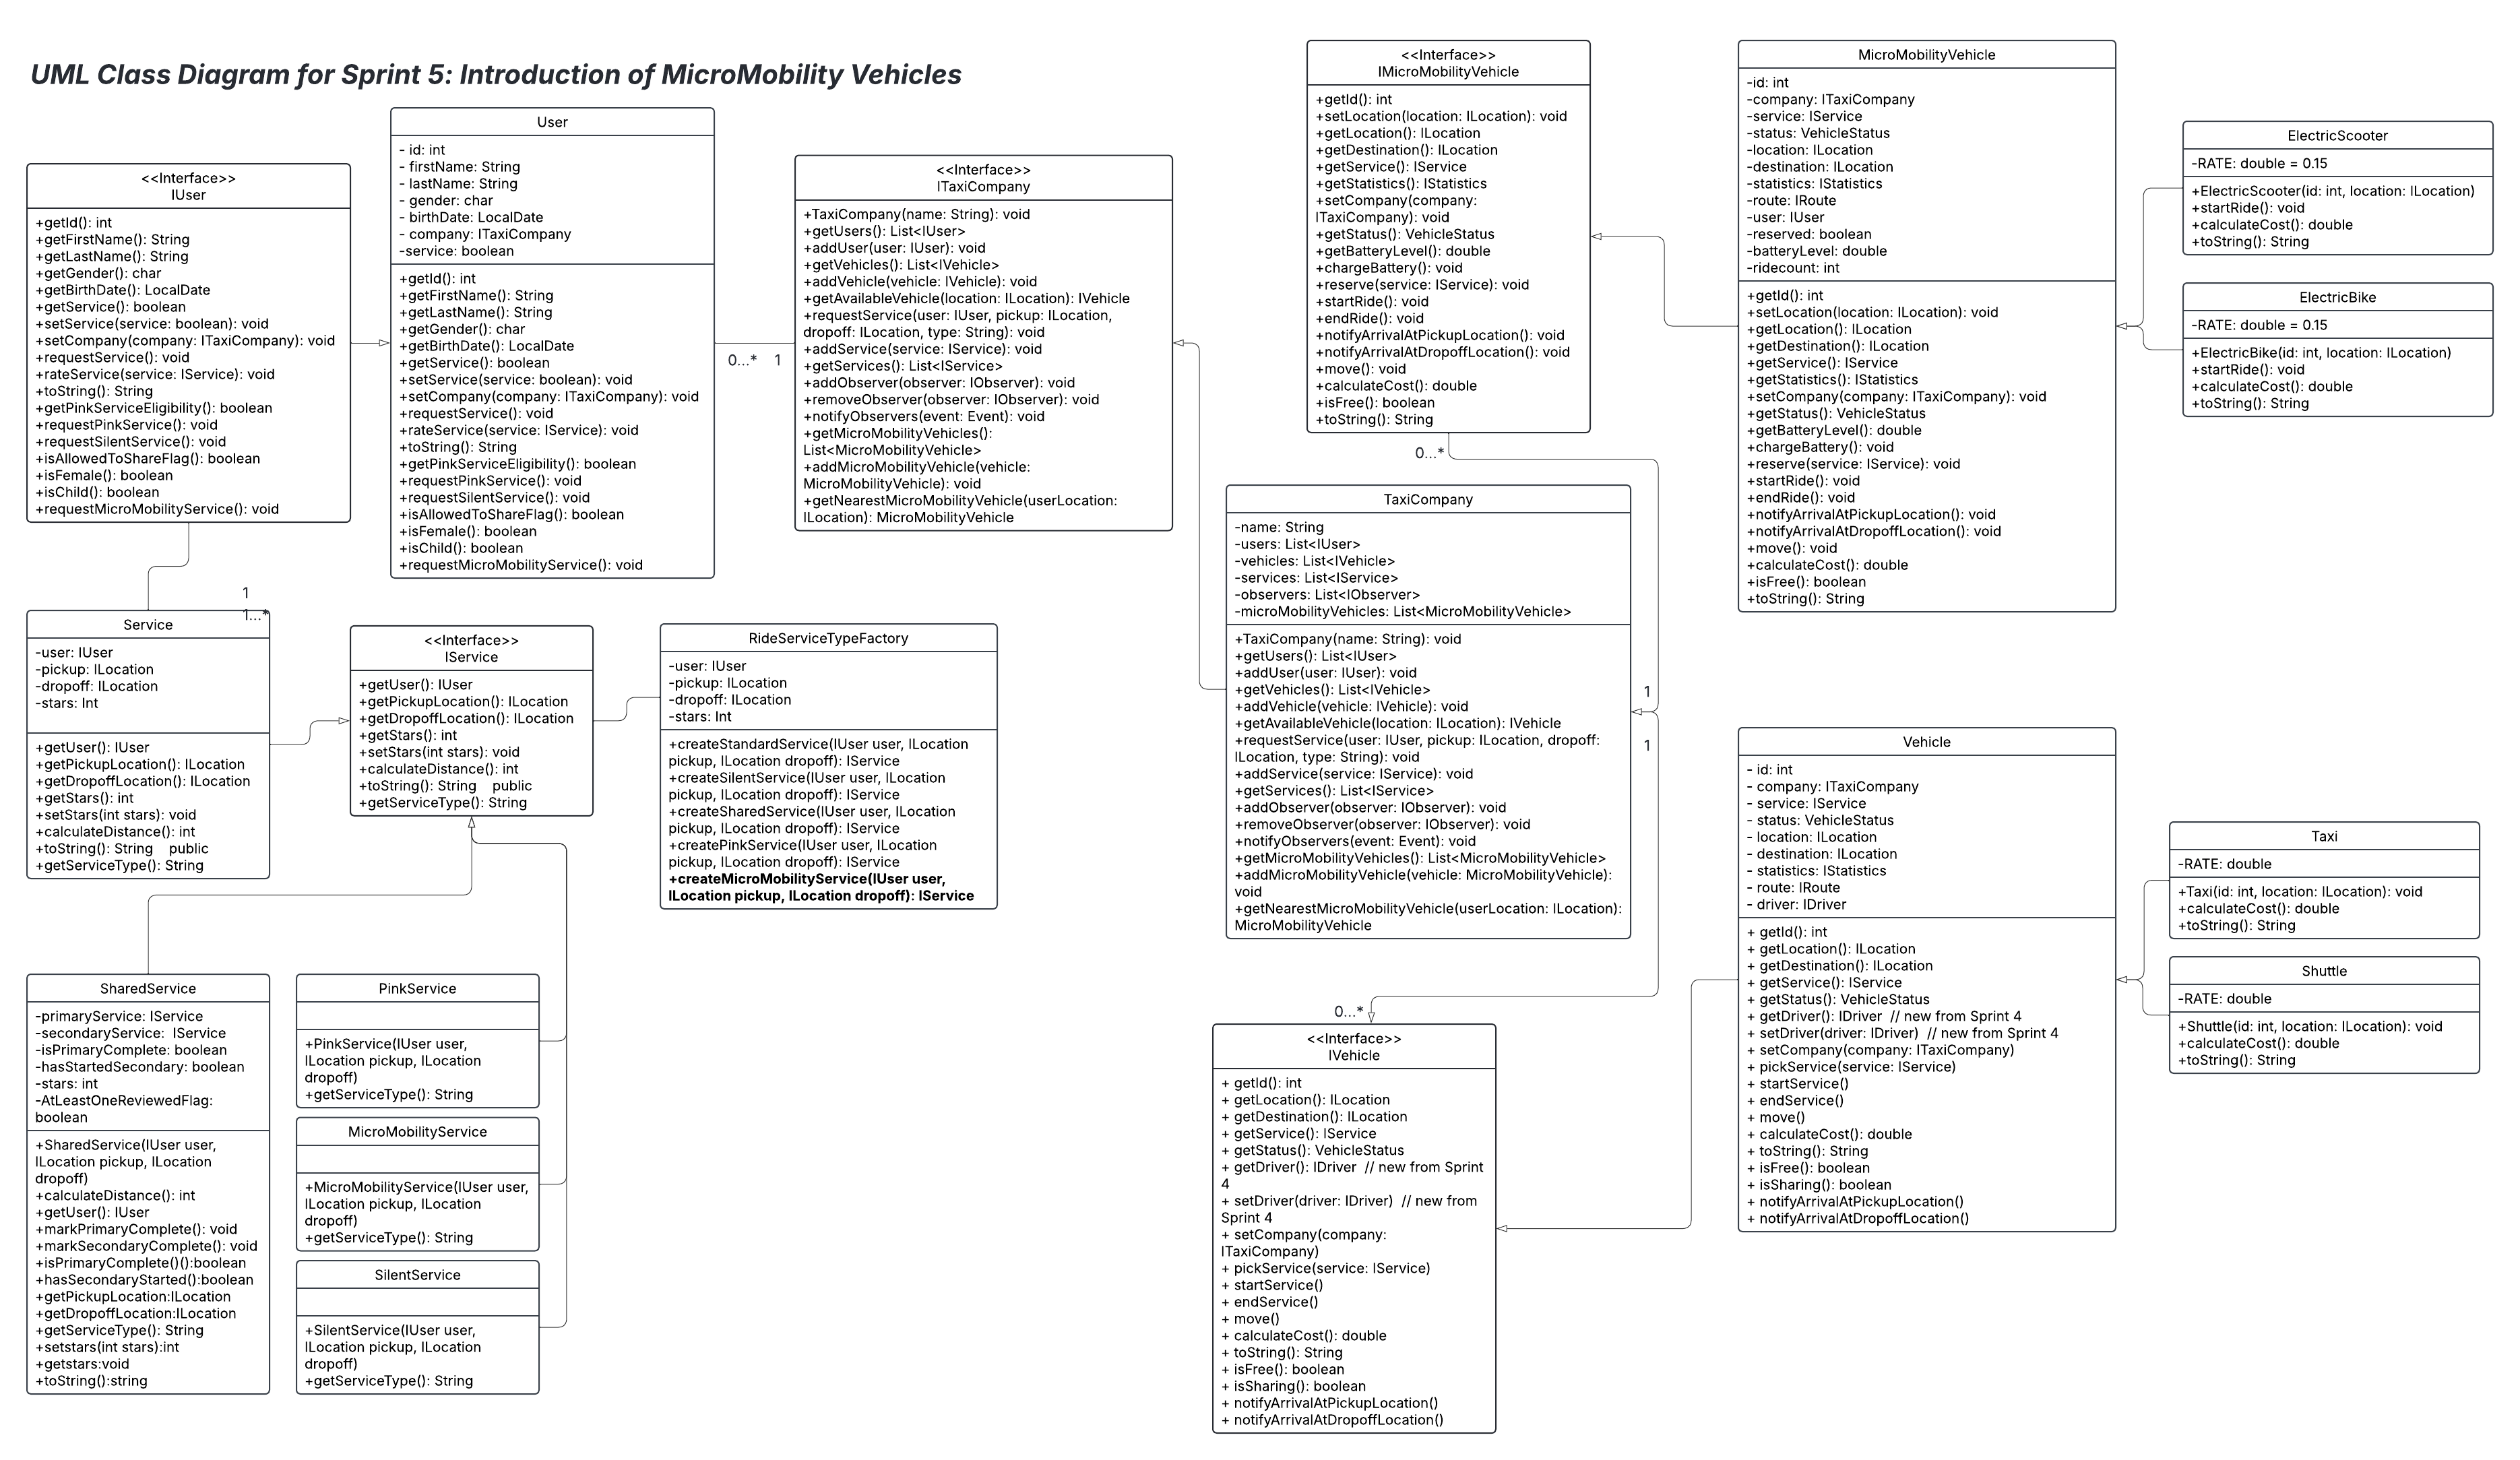 UML Class Diagram for Sprint 5: Introduction of MicroMobility Vehicles
<<Interface>>
IUser
+getId(): int
+getFirstName(): String
+getLastName(): String
+getGender(): char
+getBirthDate(): LocalDate
+getService(): boolean
+setService(service: boolean): void
+setCompany(company: ITaxiCompany): void
+requestService(): void
+rateService(service: IService): void
+toString(): String
+getPinkServiceEligibility(): boolean
+requestPinkService(): void
+requestSilentService(): void
+isAllowedToShareFlag(): boolean
+isFemale(): boolean
+isChild(): boolean
+requestMicroMobilityService(): void
User
- id: int
- firstName: String
- lastName: String
- gender: char
- birthDate: LocalDate
- company: ITaxiCompany
-service: boolean
+getId(): int
+getFirstName(): String
+getLastName(): String
+getGender(): char
+getBirthDate(): LocalDate
+getService(): boolean
+setService(service: boolean): void
+setCompany(company: ITaxiCompany): void
+requestService(): void
+rateService(service: IService): void
+toString(): String
+getPinkServiceEligibility(): boolean
+requestPinkService(): void
+requestSilentService(): void
+isAllowedToShareFlag(): boolean
+isFemale(): boolean
+isChild(): boolean
+requestMicroMobilityService(): void
0...*
1
<<Interface>>
ITaxiCompany
+TaxiCompany(name: String): void
+getUsers(): List<IUser>
+addUser(user: IUser): void
+getVehicles(): List<IVehicle>
+addVehicle(vehicle: IVehicle): void
+getAvailableVehicle(location: ILocation): IVehicle
+requestService(user: IUser, pickup: ILocation,
dropoff: ILocation, type: String): void
+addService(service: IService): void
+getServices(): List<IService>
+addObserver(observer: IObserver): void
+removeObserver(observer: IObserver): void
+notifyObservers(event: Event): void
+getMicroMobilityVehicles():
List<MicroMobilityVehicle>
+addMicroMobilityVehicle(vehicle:
MicroMobilityVehicle): void
+getNearestMicroMobilityVehicle(userLocation:
ILocation): MicroMobilityVehicle
<<Interface>>
IMicroMobilityVehicle
+getId(): int
+setLocation(location: ILocation): void
+getLocation(): ILocation
+getDestination(): ILocation
+getService(): IService
+getStatistics(): IStatistics
+setCompany(company:
ITaxiCompany): void
+getStatus(): VehicleStatus
+getBatteryLevel(): double
+chargeBattery(): void
+reserve(service: IService): void
+startRide(): void
+endRide(): void
+notifyArrivalAtPickupLocation(): void
+notifyArrivalAtDropoffLocation(): void
+move(): void
+calculateCost(): double
+isFree(): boolean
+toString(): String
0...*
MicroMobilityVehicle
-id: int
-company: ITaxiCompany
-service: IService
-status: VehicleStatus
-location: ILocation
-destination: ILocation
-statistics: IStatistics
-route: IRoute
-user: IUser
-reserved: boolean
-batteryLevel: double
-ridecount: int
+getId(): int
+setLocation(location: ILocation): void
+getLocation(): ILocation
+getDestination(): ILocation
+getService(): IService
+getStatistics(): IStatistics
+setCompany(company: ITaxiCompany): void
+getStatus(): VehicleStatus
+getBatteryLevel(): double
+chargeBattery(): void
+reserve(service: IService): void
+startRide(): void
+endRide(): void
+notifyArrivalAtPickupLocation(): void
+notifyArrivalAtDropoffLocation(): void
+move(): void
+calculateCost(): double
+isFree(): boolean
+toString(): String
ElectricScooter
-RATE: double = 0.15
+ElectricScooter(id: int, location: ILocation)
+startRide(): void
+calculateCost(): double
+toString(): String
ElectricBike
-RATE: double = 0.15
+ElectricBike(id: int, location: ILocation)
+startRide(): void
+calculateCost(): double
+toString(): String
TaxiCompany
-name: String
-users: List<IUser>
-vehicles: List<IVehicle>
-services: List<IService>
-observers: List<IObserver>
-microMobilityVehicles: List<MicroMobilityVehicle>
+TaxiCompany(name: String): void
+getUsers(): List<IUser>
+addUser(user: IUser): void
+getVehicles(): List<IVehicle>
+addVehicle(vehicle: IVehicle): void
+getAvailableVehicle(location: ILocation): IVehicle
+requestService(user: IUser, pickup: ILocation, dropoff:
ILocation, type: String): void
+addService(service: IService): void
+getServices(): List<IService>
+addObserver(observer: IObserver): void
+removeObserver(observer: IObserver): void
+notifyObservers(event: Event): void
+getMicroMobilityVehicles(): List<MicroMobilityVehicle>
+addMicroMobilityVehicle(vehicle: MicroMobilityVehicle):
void
+getNearestMicroMobilityVehicle(userLocation: ILocation):
MicroMobilityVehicle
1
1
1
1...*
Service
-user: IUser
-pickup: ILocation
-dropoff: ILocation
-stars: Int
+getUser(): IUser
+getPickupLocation(): ILocation
+getDropoffLocation(): ILocation
+getStars(): int
+setStars(int stars): void
+calculateDistance(): int
+toString(): String    public
+getServiceType(): String
<<Interface>>
IService
+getUser(): IUser
+getPickupLocation(): ILocation
+getDropoffLocation(): ILocation
+getStars(): int
+setStars(int stars): void
+calculateDistance(): int
+toString(): String    public
+getServiceType(): String
RideServiceTypeFactory
-user: IUser
-pickup: ILocation
-dropoff: ILocation
-stars: Int
+createStandardService(IUser user, ILocation
pickup, ILocation dropoff): IService
+createSilentService(IUser user, ILocation
pickup, ILocation dropoff): IService
+createSharedService(IUser user, ILocation
pickup, ILocation dropoff): IService
+createPinkService(IUser user, ILocation
pickup, ILocation dropoff): IService
+createMicroMobilityService(IUser user,
ILocation pickup, ILocation dropoff): IService
Vehicle
- id: int
- company: ITaxiCompany
- service: IService
- status: VehicleStatus
- location: ILocation
- destination: ILocation
- statistics: IStatistics
- route: IRoute
- driver: IDriver
+ getId(): int
+ getLocation(): ILocation
+ getDestination(): ILocation
+ getService(): IService
+ getStatus(): VehicleStatus
+ getDriver(): IDriver  // new from Sprint 4
+ setDriver(driver: IDriver)  // new from Sprint 4
+ setCompany(company: ITaxiCompany)
+ pickService(service: IService)
+ startService()
+ endService()
+ move()
+ calculateCost(): double
+ toString(): String
+ isFree(): boolean
+ isSharing(): boolean
+ notifyArrivalAtPickupLocation()
+ notifyArrivalAtDropoffLocation()
Taxi
-RATE: double
+Taxi(id: int, location: ILocation): void
+calculateCost(): double
+toString(): String
Shuttle
-RATE: double
+Shuttle(id: int, location: ILocation): void
+calculateCost(): double
+toString(): String
SharedService
-primaryService: IService
-secondaryService:  IService
-isPrimaryComplete: boolean
-hasStartedSecondary: boolean
-stars: int
-AtLeastOneReviewedFlag:
boolean
+SharedService(IUser user,
ILocation pickup, ILocation
dropoff)
+calculateDistance(): int
+getUser(): IUser
+markPrimaryComplete(): void
+markSecondaryComplete(): void
+isPrimaryComplete()():boolean
+hasSecondaryStarted():boolean
+getPickupLocation:ILocation
+getDropoffLocation:ILocation
+getServiceType(): String
+setstars(int stars):int
+getstars:void
+toString():string
PinkService
+PinkService(IUser user,
ILocation pickup, ILocation
dropoff)
+getServiceType(): String
MicroMobilityService
+MicroMobilityService(IUser user,
ILocation pickup, ILocation
dropoff)
+getServiceType(): String
SilentService
+SilentService(IUser user,
ILocation pickup, ILocation
dropoff)
+getServiceType(): String
0...*
<<Interface>>
IVehicle
+ getId(): int
+ getLocation(): ILocation
+ getDestination(): ILocation
+ getService(): IService
+ getStatus(): VehicleStatus
+ getDriver(): IDriver  // new from Sprint
4
+ setDriver(driver: IDriver)  // new from
Sprint 4
+ setCompany(company:
ITaxiCompany)
+ pickService(service: IService)
+ startService()
+ endService()
+ move()
+ calculateCost(): double
+ toString(): String
+ isFree(): boolean
+ isSharing(): boolean
+ notifyArrivalAtPickupLocation()
+ notifyArrivalAtDropoffLocation()